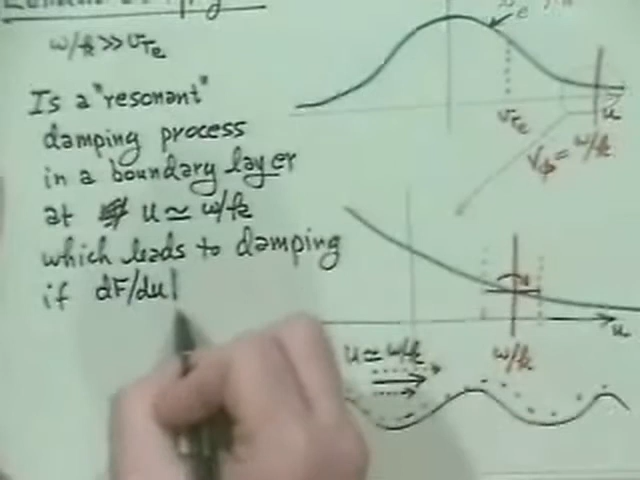 ω/k >> v_Te
Is a "resonant"
damping process
in a boundary layer
at u ≃ ω/k
which leads to damping
if dF/du|
e
v_Te
u
V_ϕ = ω/k
u
ω/k
u ≃ ω/k